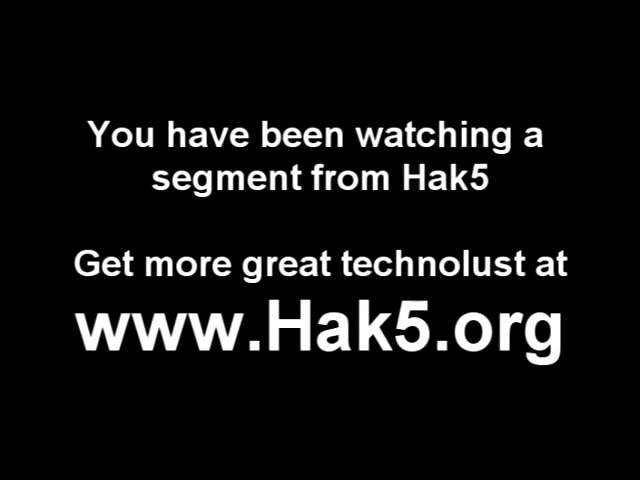 You have been watching a
segment from Hak5
Get more great technolust at
www.Hak5.org